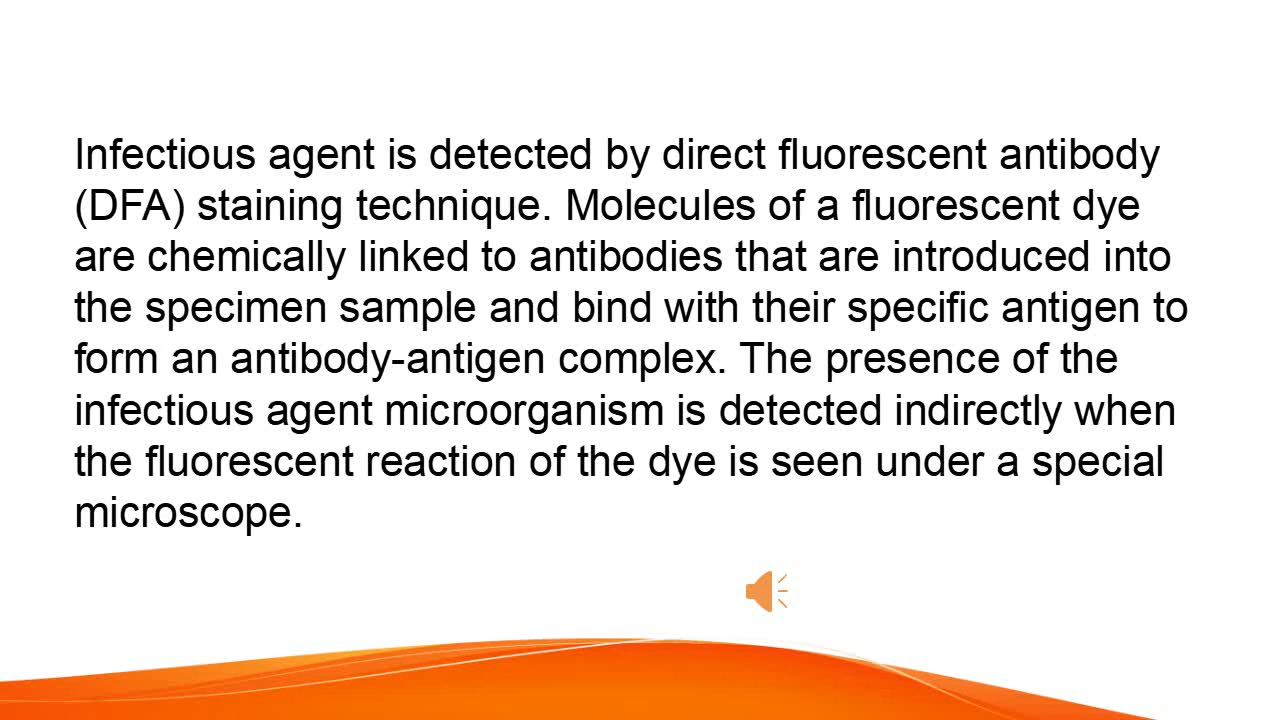 Infectious agent is detected by direct fluorescent antibody
(DFA) staining technique. Molecules of a fluorescent dye
are chemically linked to antibodies that are introduced into
the specimen sample and bind with their specific antigen to
form an antibody-antigen complex. The presence of the
infectious agent microorganism is detected indirectly when
the fluorescent reaction of the dye is seen under a special
microscope.